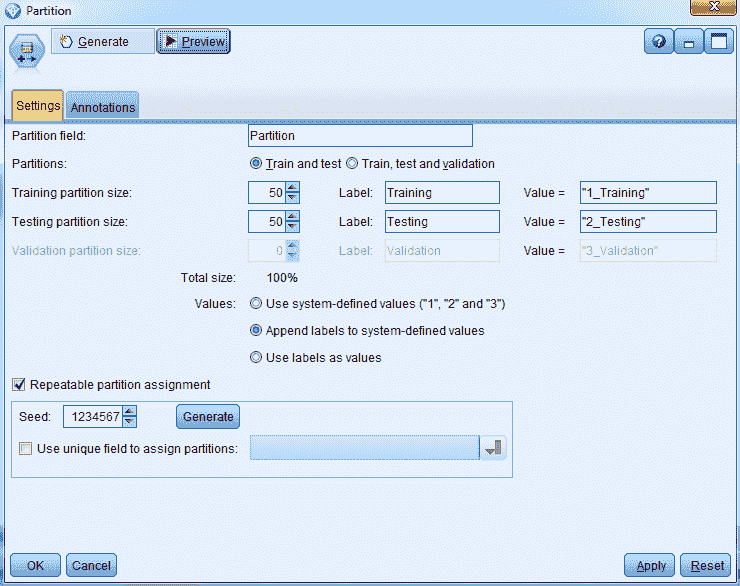 Partition
Generate Preview
Settings Annotations
Partition field: Partition
Partitions: Train and test Train, test and validation
Training partition size: 50 Label: Training Value = "1_Training"
Testing partition size: 50 Label: Testing Value = "2_Testing"
Validation partition size: 0 Label: Validation Value = "3_Validation"
Total size: 100%
Values: Use system-defined values ("1", "2" and "3")
Append labels to system-defined values
Use labels as values
Repeatable partition assignment
Seed: 1234567 Generate
Use unique field to assign partitions:
OK Cancel Apply Reset